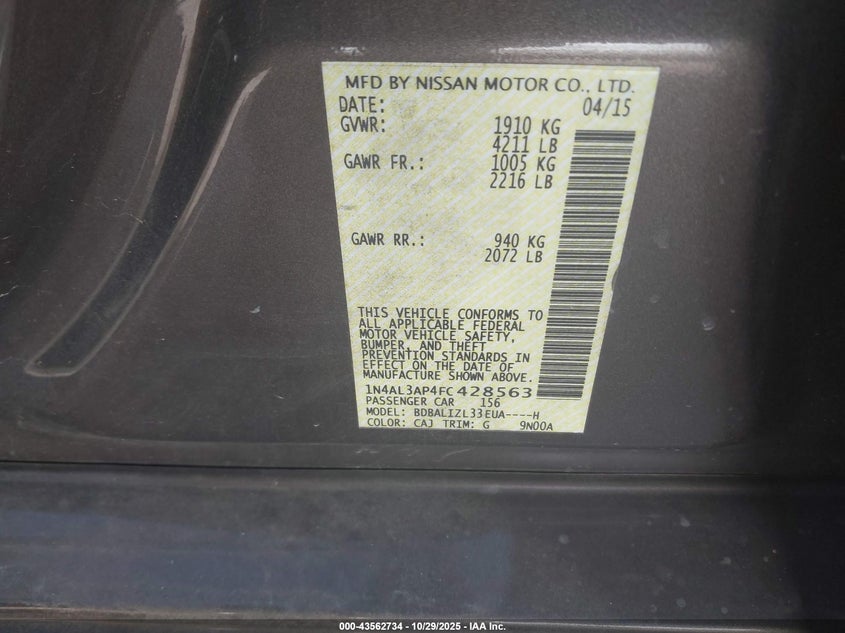 MFD BY NISSAN MOTOR CO., LTD.
DATE: 04/15
GVWR: 1910 KG
4211 LB
GAWR FR.: 1005 KG
2216 LB
GAWR RR.: 940 KG
2072 LB
THIS VEHICLE CONFORMS TO
ALL APPLICABLE FEDERAL
MOTOR VEHICLE SAFETY,
BUMPER, AND THEFT
PREVENTION STANDARDS IN
EFFECT ON THE DATE OF
MANUFACTURE SHOWN ABOVE.
1N4AL3AP4FC428563
PASSENGER CAR 156
MODEL: BDBALIZL33EUA----H
COLOR: CAJ TRIM: G 9N00A
000-43562734 - 10/29/2025 - IAA Inc.